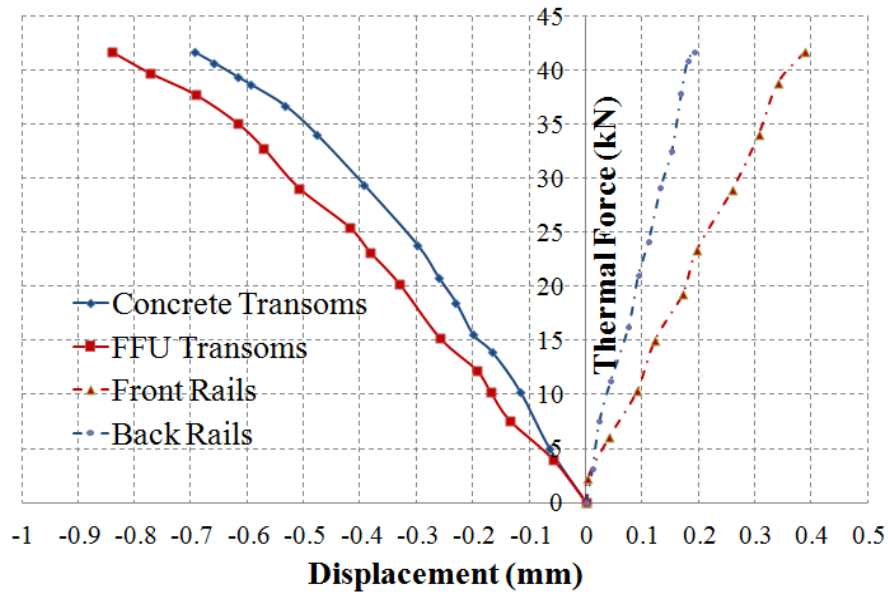 45
40
35
30
25
20
15
10
5
0
Thermal Force (kN)
Concrete Transoms
FFU Transoms
Front Rails
Back Rails
-1 -0.9 -0.8 -0.7 -0.6 -0.5 -0.4 -0.3 -0.2 -0.1 0 0.1 0.2 0.3 0.4 0.5
Displacement (mm)